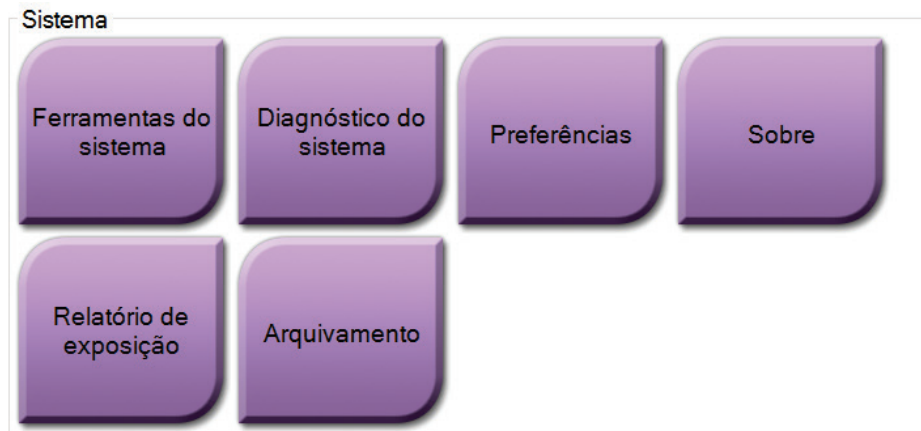 Sistema
Ferramentas do
sistema
Diagnóstico do
sistema
Preferências
Sobre
Relatório de
exposição
Arquivamento